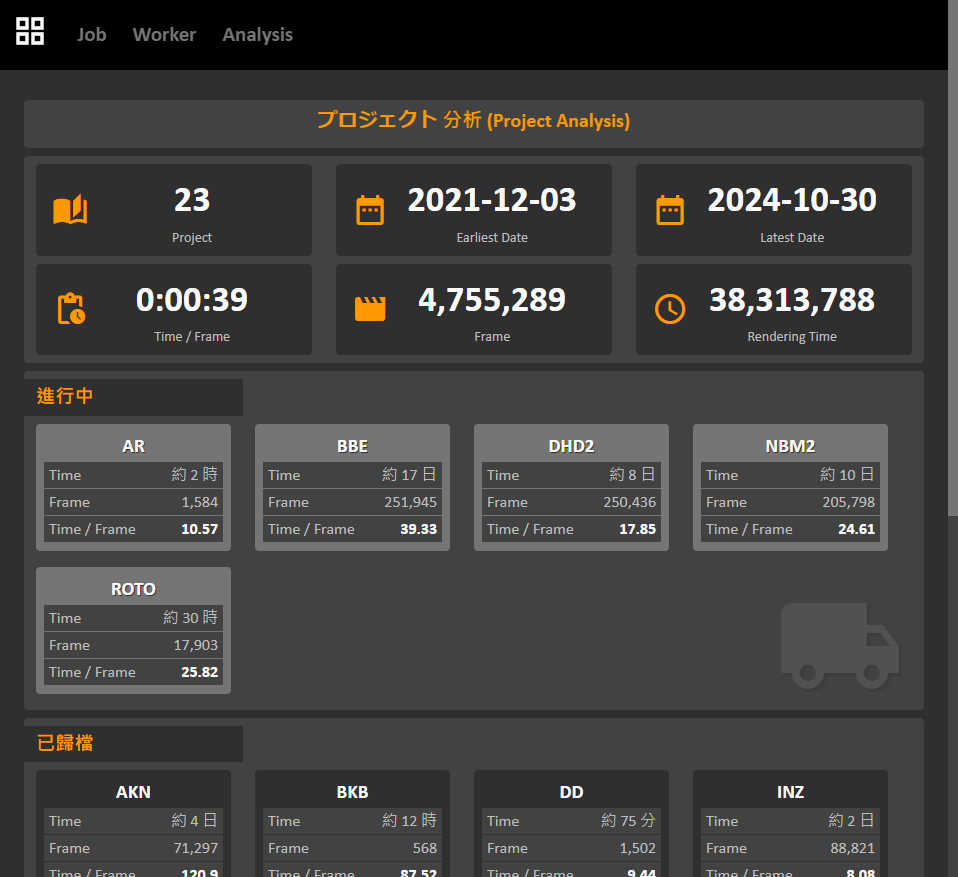 Job Worker Analysis
プロジェクト 分析 (Project Analysis)
23
Project
2021-12-03
Earliest Date
2024-10-30
Latest Date
0:00:39
Time / Frame
4,755,289
Frame
38,313,788
Rendering Time
進行中
AR
Time 約 2 時
Frame 1,584
Time / Frame 10.57
BBE
Time 約 17 日
Frame 251,945
Time / Frame 39.33
DHD2
Time 約 8 日
Frame 250,436
Time / Frame 17.85
NBM2
Time 約 10 日
Frame 205,798
Time / Frame 24.61
ROTO
Time 約 30 時
Frame 17,903
Time / Frame 25.82
已歸檔
AKN
Time 約 4 日
Frame 71,297
Time / Frame 120.9
BKB
Time 約 12 時
Frame 568
Time / Frame 87.52
DD
Time 約 75 分
Frame 1,502
Time / Frame 9.44
INZ
Time 約 2 日
Frame 88,821
Time / Frame 8.08